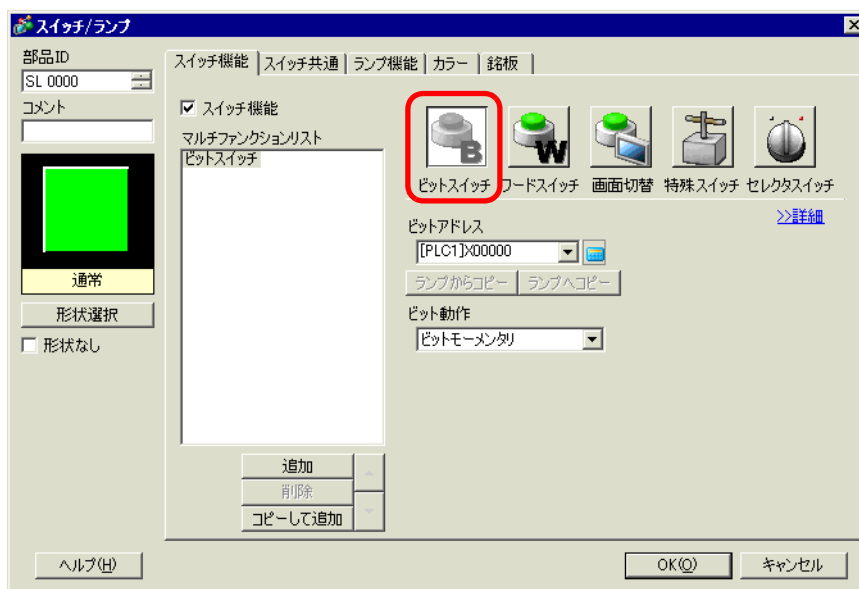 スイッチ/ランプ
部品ID
SL 0000
コメント
通常
形状選択
形状なし
スイッチ機能
スイッチ共通
ランプ機能
カラー
銘板
スイッチ機能
マルチファンクションリスト
ビットスイッチ
追加
削除
コピーして追加
B
W
ビットスイッチ
ワードスイッチ
画面切替
特殊スイッチ
セレクタスイッチ
>>詳細
ビットアドレス
[PLC1]X00000
ランプからコピー
ランプへコピー
ビット動作
ビットモーメンタリ
ヘルプ(H)
OK(O)
キャンセル